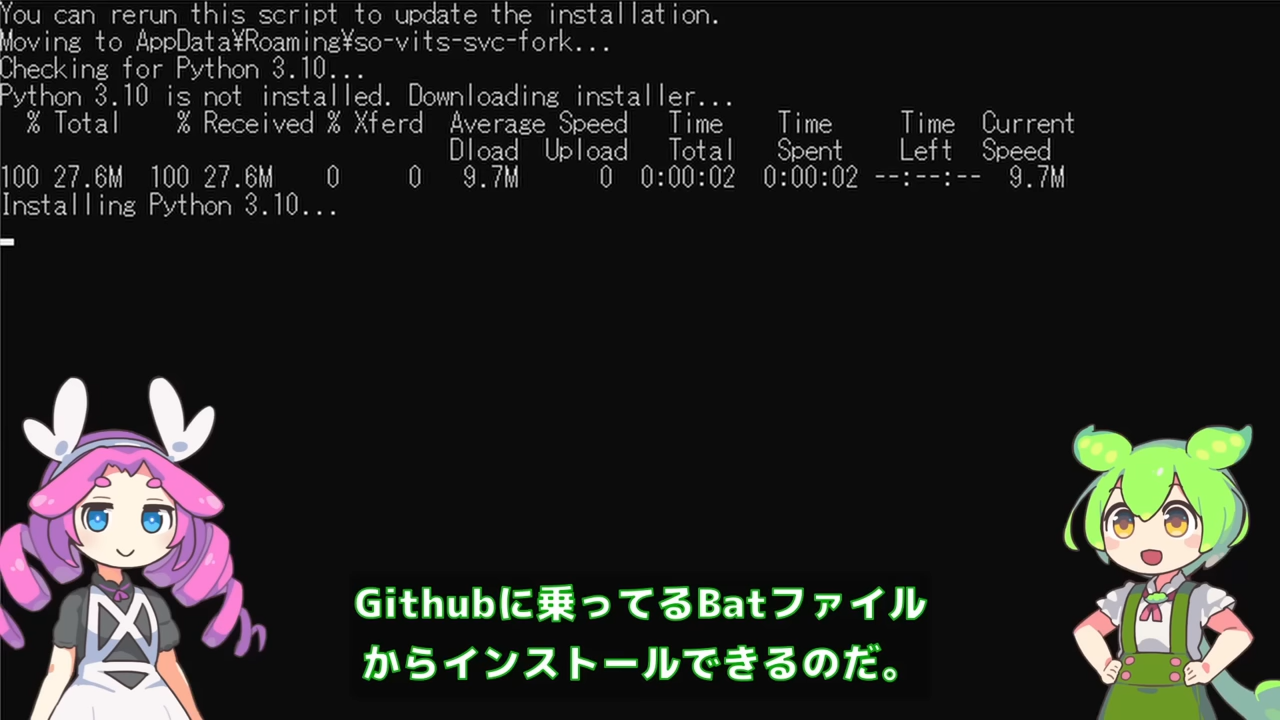 You can rerun this script to update the installation.
Moving to AppData¥Roaming¥so-vits-svc-fork...
Checking for Python 3.10...
Python 3.10 is not installed. Downloading installer...
% Total % Received % Xferd Average Speed Time Time Time Current
Dload Upload Total Spent Left Speed
100 27.6M 100 27.6M 0 0 9.7M 0 0:00:02 0:00:02 --:--:-- 9.7M
Installing Python 3.10...
Githubに乗ってるBatファイル
からインストールできるのだ。